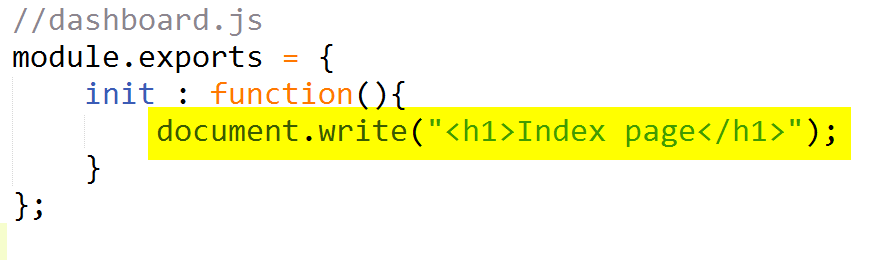 //dashboard.js
module.exports = {
    init : function(){
        document.write("<h1>Index page</h1>");
    }
};